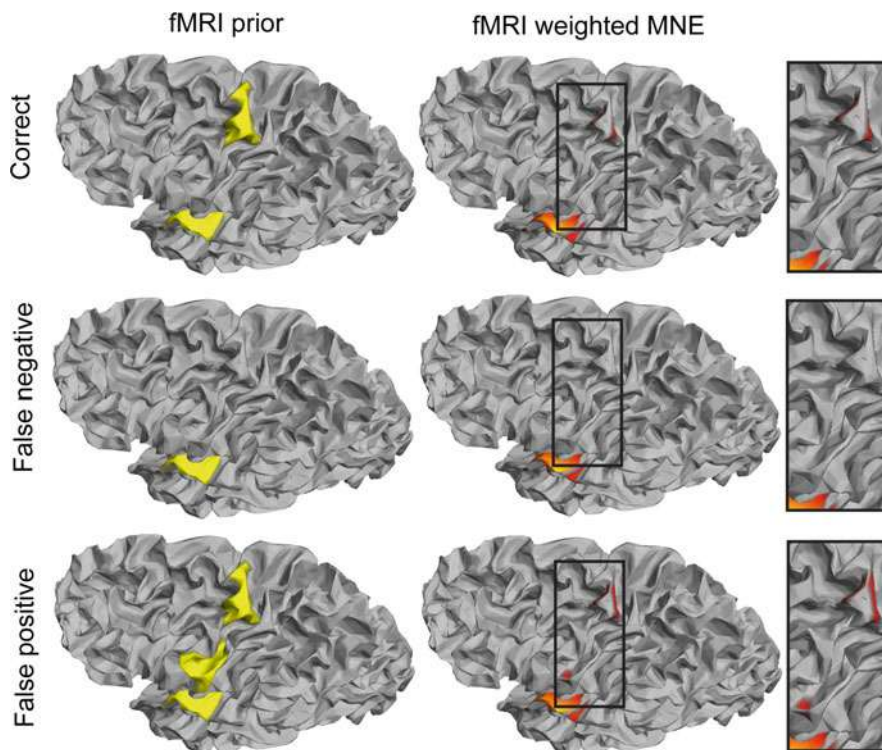 fMRI prior
fMRI weighted MNE
Correct
False negative
False positive